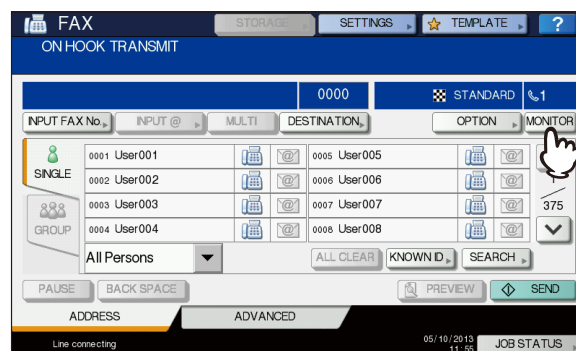 FAX STORAGE SETTINGS TEMPLATE ?
ON HOOK TRANSMIT
0000 STANDARD 1
INPUT FAX No. INPUT @ MULTI DESTINATION OPTION MONITOR
SINGLE
GROUP
0001 User001 0005 User005
0002 User002 0006 User006
0003 User003 0007 User007
0004 User004 0008 User008
1
375
All Persons ALL CLEAR KNOWN ID SEARCH
PAUSE BACK SPACE PREVIEW SEND
ADDRESS ADVANCED
Line connecting 05/10/2013
11:55 JOB STATUS